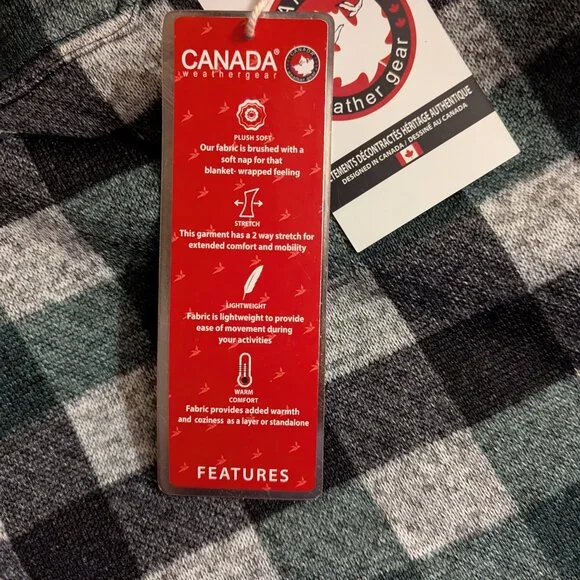 CANADA®
weathergear
PLUSH SOFT
Our fabric is brushed with a
soft nap for that
blanket- wrapped feeling
STRETCH
This garment has a 2 way stretch for
extended comfort and mobility
LIGHTWEIGHT
Fabric is lightweight to provide
ease of movement during
your activities
WARM
COMFORT
Fabric provides added warmth
and coziness as a layer or standalone
FEATURES
ather gear
TEMENTS DÉCONTRACTÉS HÉRITAGE AUTHENTIQUE
DESIGNED IN CANADA / DESSINÉ AU CANADA